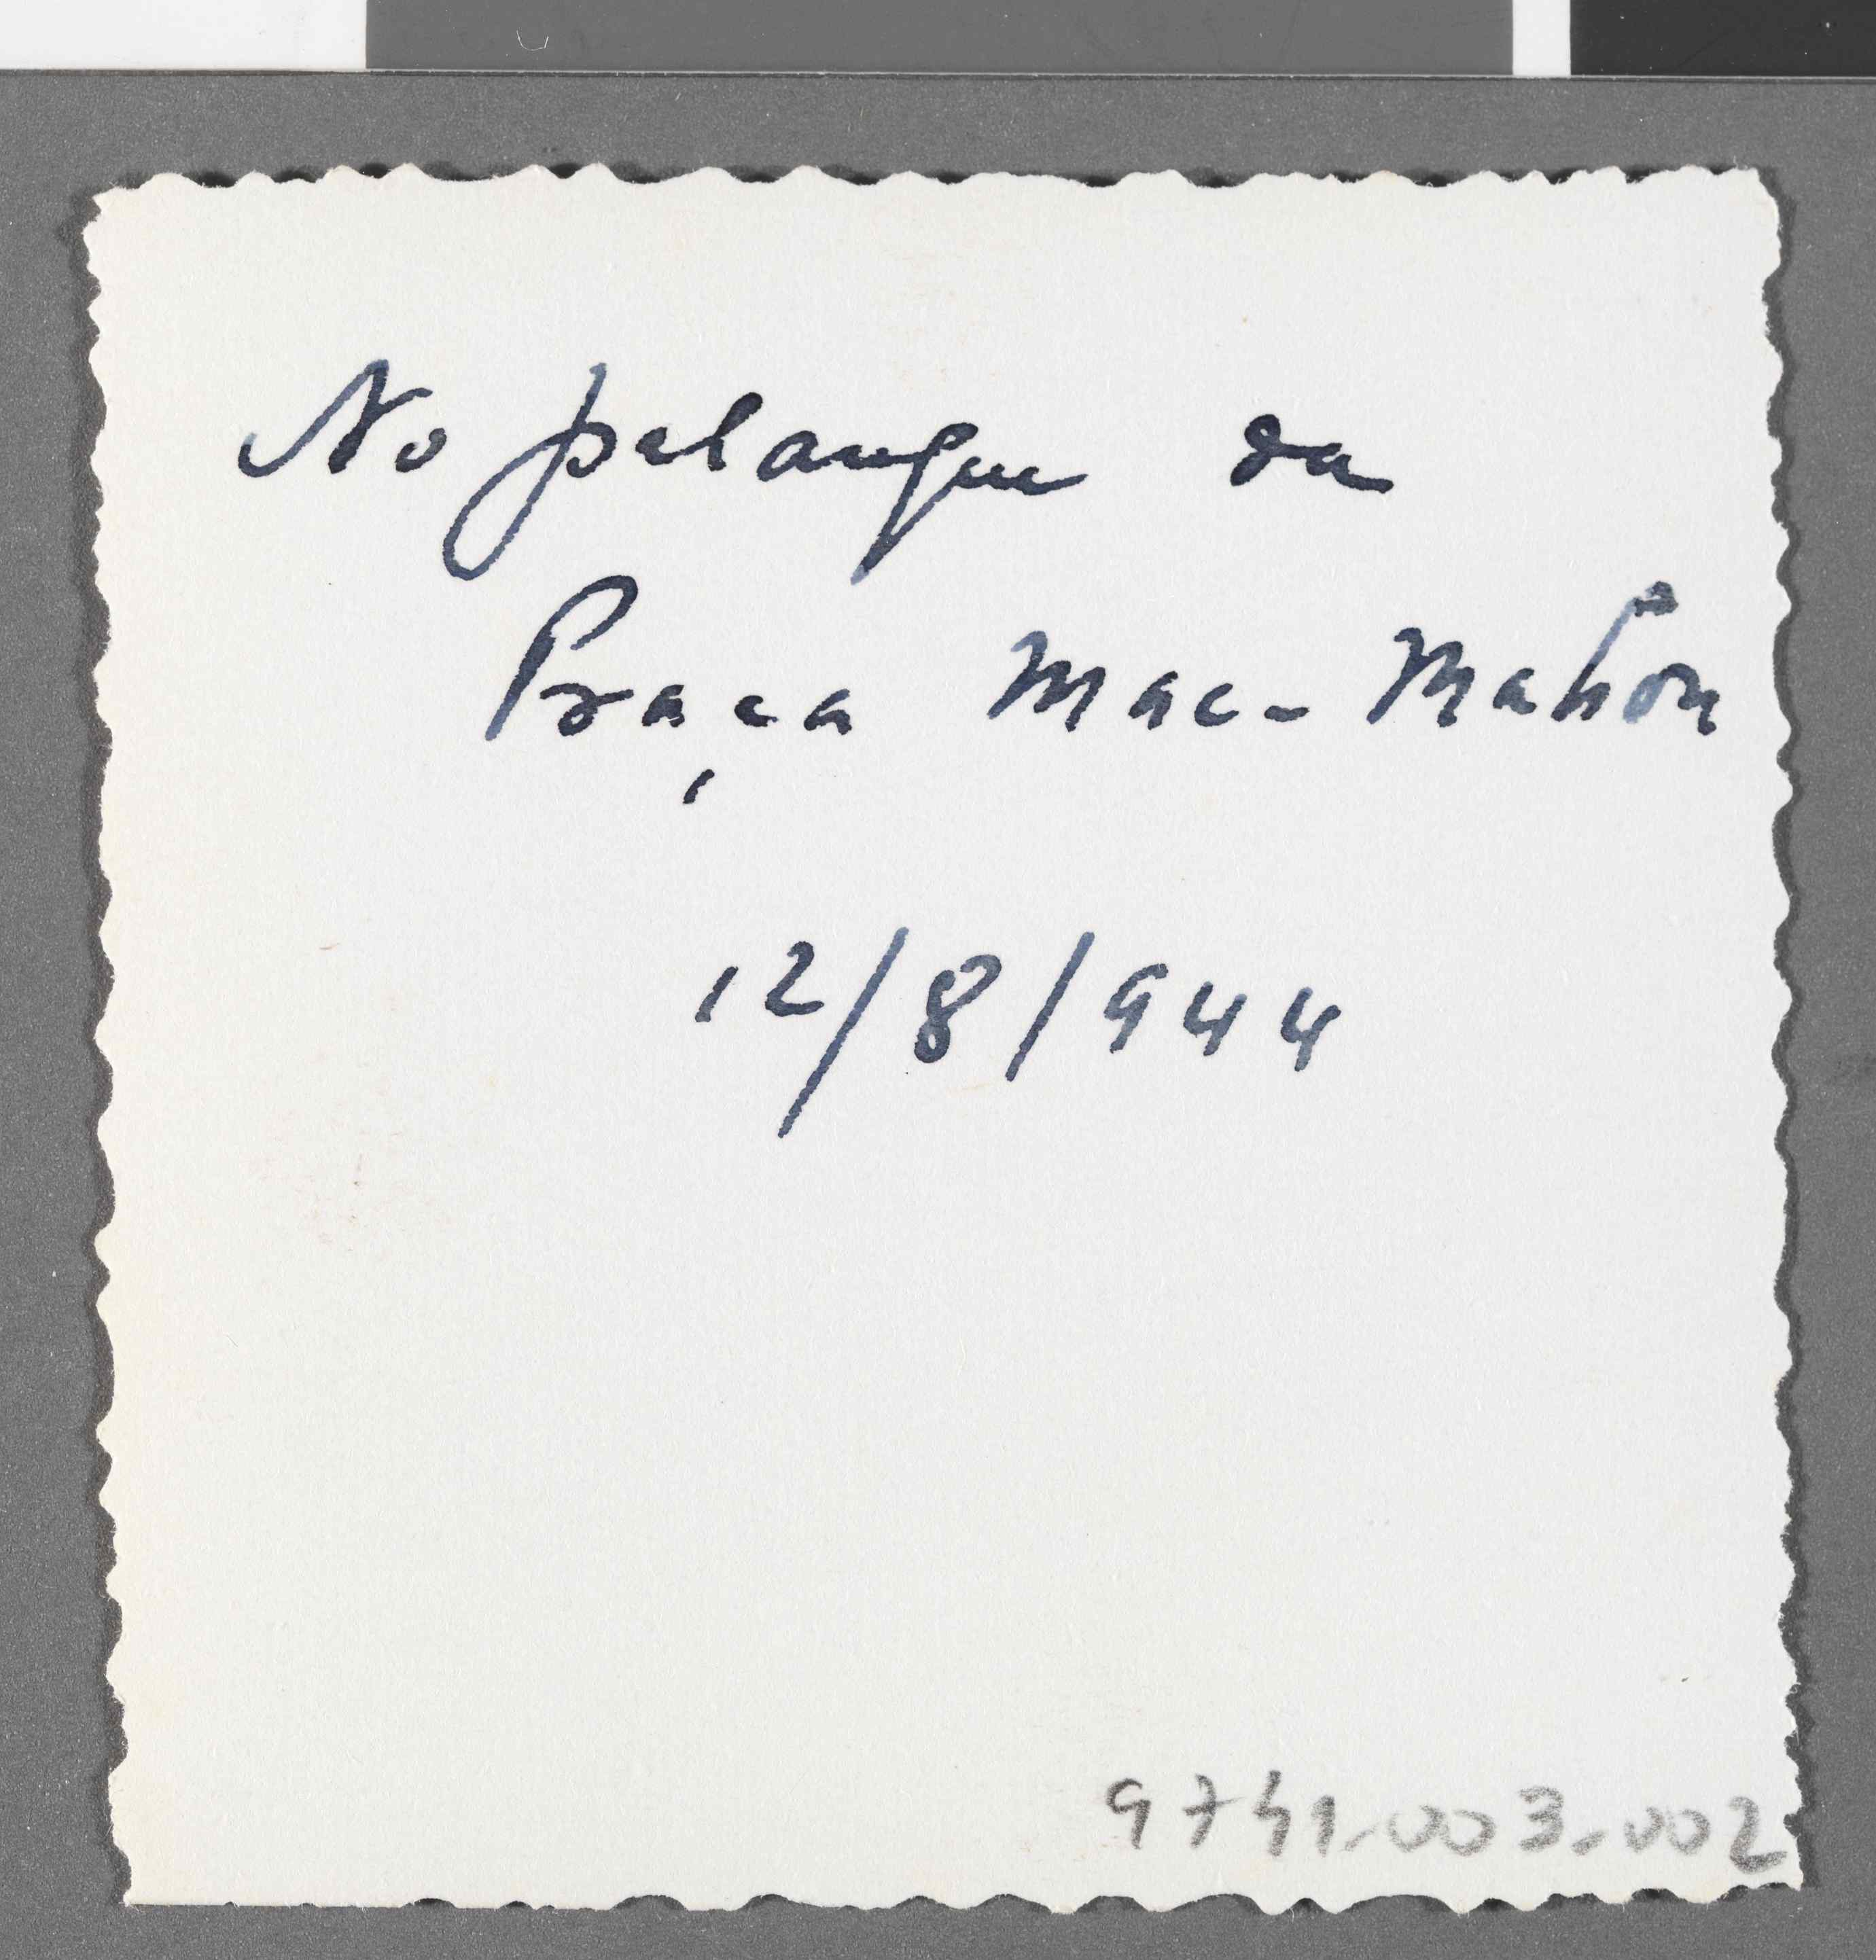 No palanque da
Praça Mac-Mahon
12/8/944
9741.003.002